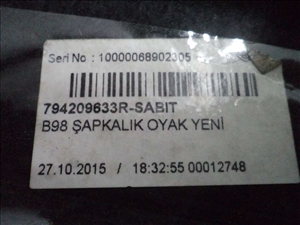 Seri No : 10000068902305
794209633R-SABIT
B98 ŞAPKALIK OYAK YENİ
27.10.2015 / 18:32:55 00012748